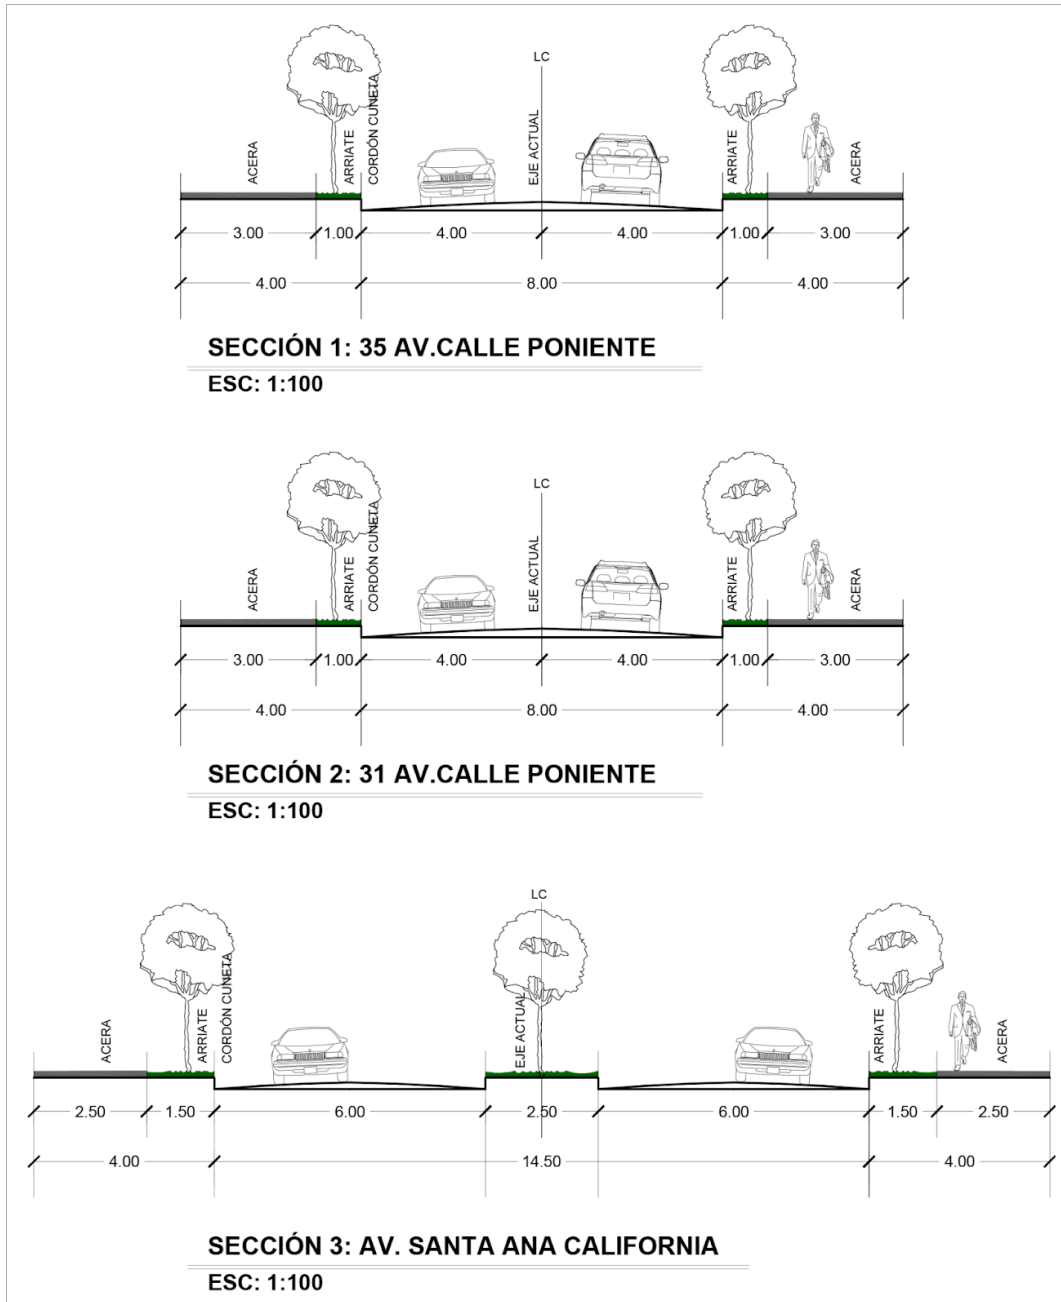 LC
ACERA
ARRIATE
CORDÓN CUNETA
EJE ACTUAL
ARRIATE
ACERA
3.00 1.00 4.00 4.00 1.00 3.00
4.00 8.00 4.00
SECCIÓN 1: 35 AV.CALLE PONIENTE
ESC: 1:100
LC
ACERA
ARRIATE
CORDÓN CUNETA
EJE ACTUAL
ARRIATE
ACERA
3.00 1.00 4.00 4.00 1.00 3.00
4.00 8.00 4.00
SECCIÓN 2: 31 AV.CALLE PONIENTE
ESC: 1:100
LC
ACERA
ARRIATE
CORDÓN CUNETA
EJE ACTUAL
ARRIATE
ACERA
2.50 1.50 6.00 2.50 6.00 1.50 2.50
4.00 14.50 4.00
SECCIÓN 3: AV. SANTA ANA CALIFORNIA
ESC: 1:100